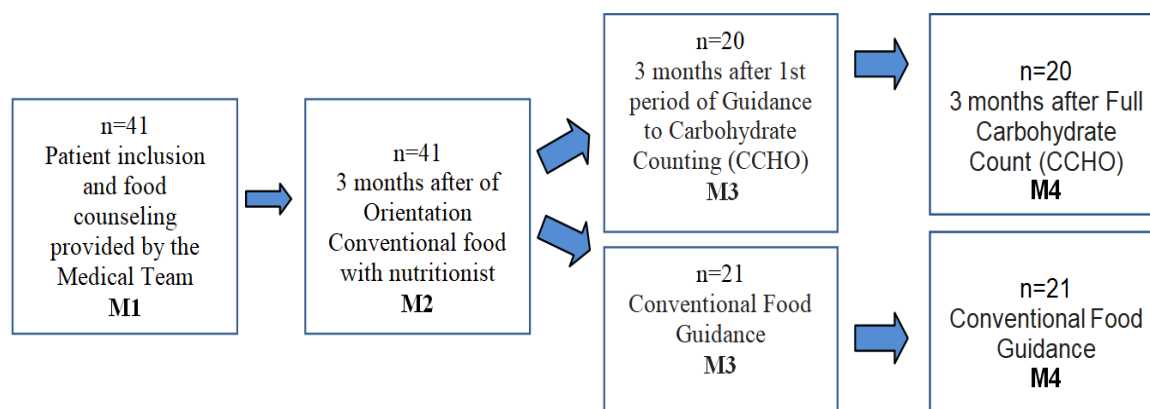 n=41
Patient inclusion
and food
counseling
provided by the
Medical Team
M1
n=41
3 months after of
Orientation
Conventional food
with nutritionist
M2
n=20
3 months after 1st
period of Guidance
to Carbohydrate
Counting (CCHO)
M3
n=20
3 months after Full
Carbohydrate
Count (CCHO)
M4
n=21
Conventional Food
Guidance
M3
n=21
Conventional Food
Guidance
M4